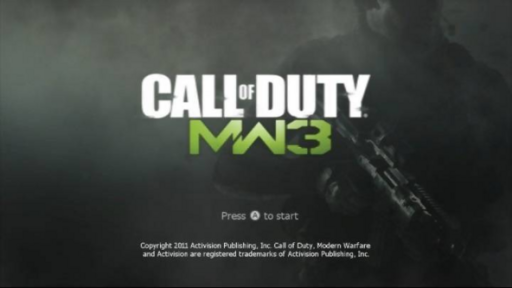 CALL OF DUTY
MW3
Press A to start
Copyright 2011 Activision Publishing, Inc. Call of Duty, Modern Warfare
and Activision are registered trademarks of Activision Publishing, Inc.